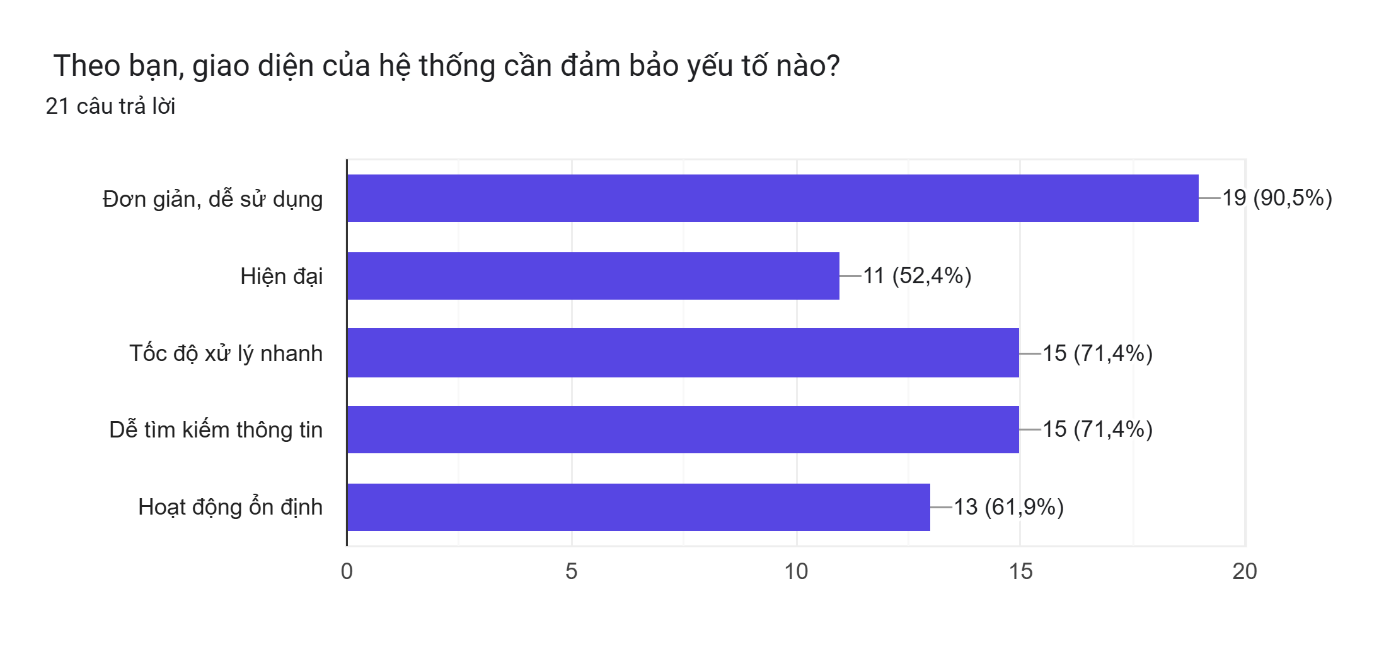 Theo bạn, giao diện của hệ thống cần đảm bảo yếu tố nào?
21 câu trả lời
Đơn giản, dễ sử dụng
19 (90,5%)
Hiện đại
11 (52,4%)
Tốc độ xử lý nhanh
15 (71,4%)
Dễ tìm kiếm thông tin
15 (71,4%)
Hoạt động ổn định
13 (61,9%)
0 5 10 15 20